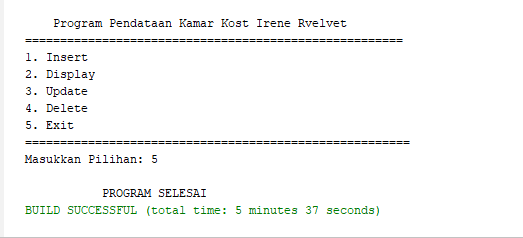 Program Pendataan Kamar Kost Irene Rvelvet
======================================================
1. Insert
2. Display
3. Update
4. Delete
5. Exit
=======================================================
Masukkan Pilihan: 5
PROGRAM SELESAI
BUILD SUCCESSFUL (total time: 5 minutes 37 seconds)